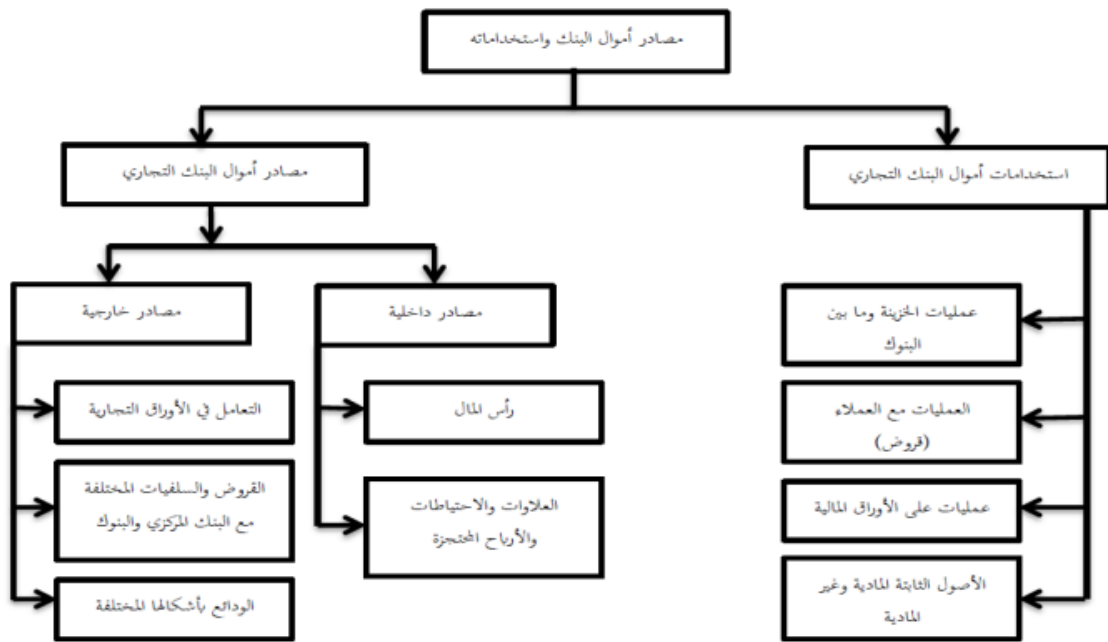 مصادر أموال البنك واستخداماته
استخدامات أموال البنك التجاري
مصادر أموال البنك التجاري
عمليات الخزينة وما بين
البنوك
العمليات مع العملاء
(قروض)
عمليات على الأوراق المالية
الأصول الثابتة المادية وغير
المادية
مصادر داخلية
رأس المال
العلاوات والاحتياطات
والأرباح المحتجزة
مصادر خارجية
التعامل في الأوراق التجارية
القروض والسلفيات المختلفة
مع البنك المركزي والبنوك
الودائع بأشكالها المختلفة